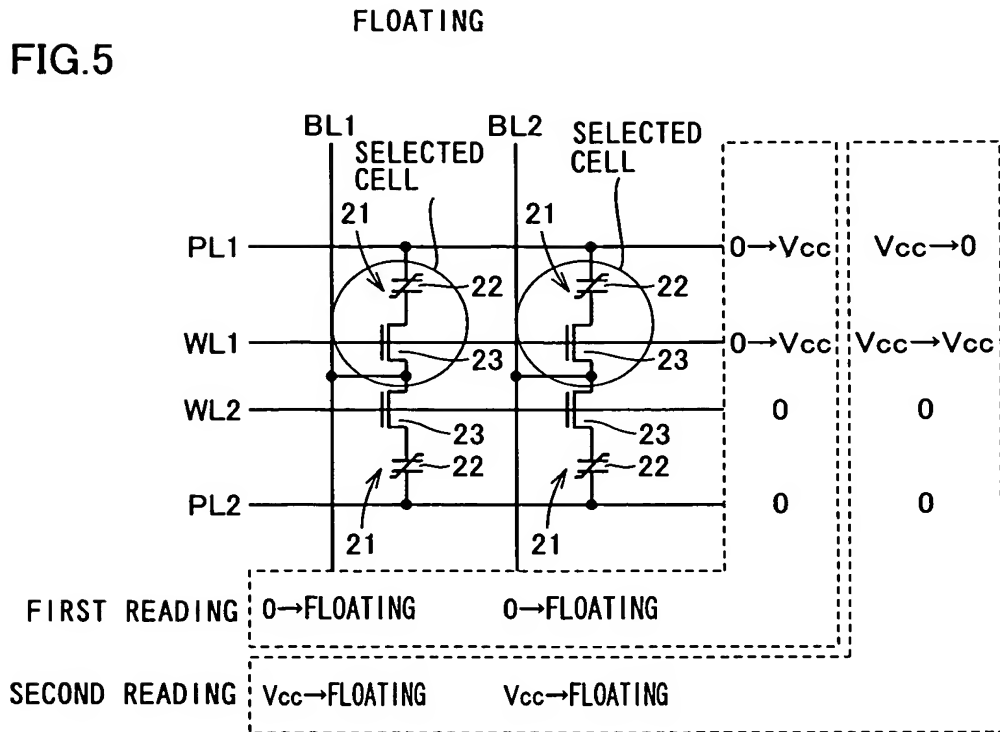 FLOATING
FIG.5
BL1 BL2
SELECTED CELL SELECTED CELL
21 21
PL1 0→Vcc Vcc→0
22 22
WL1 0→Vcc Vcc→Vcc
23 23
WL2 0 0
23 23
22 22
PL2 0 0
21 21
FIRST READING 0→FLOATING 0→FLOATING
SECOND READING Vcc→FLOATING Vcc→FLOATING